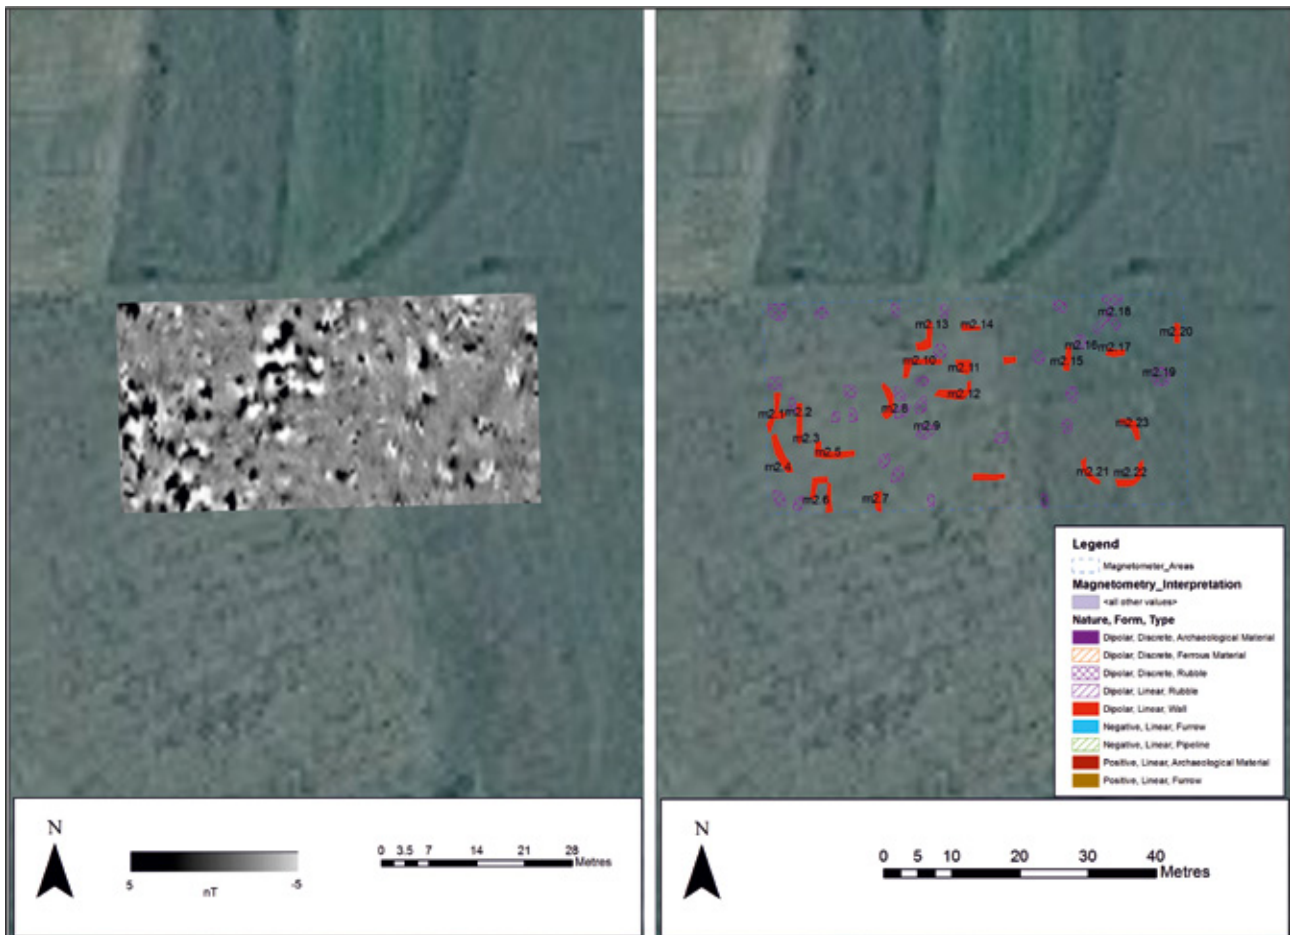 m2.18
m2.13
m2.14
m2.20
m2.16
m2.17
m2.10
m2.15
m2.11
m2.19
m2.12
m2.8
m2.1
m2.2
m2.9
m2.23
m2.3
m2.5
m2.4
m2.21
m2.22
m2.6
m2.7
Legend
Magnetometer_Areas
Magnetometry_Interpretation
<all other values>
Nature, Form, Type
Dipolar, Discrete, Archaeological Material
Dipolar, Discrete, Ferrous Material
Dipolar, Discrete, Rubble
Dipolar, Linear, Rubble
Dipolar, Linear, Wall
Negative, Linear, Furrow
Negative, Linear, Pipeline
Positive, Linear, Archaeological Material
Positive, Linear, Furrow
N
5 -5
nT
0 3.5 7 14 21 28
Metres
N
0 5 10 20 30 40
Metres